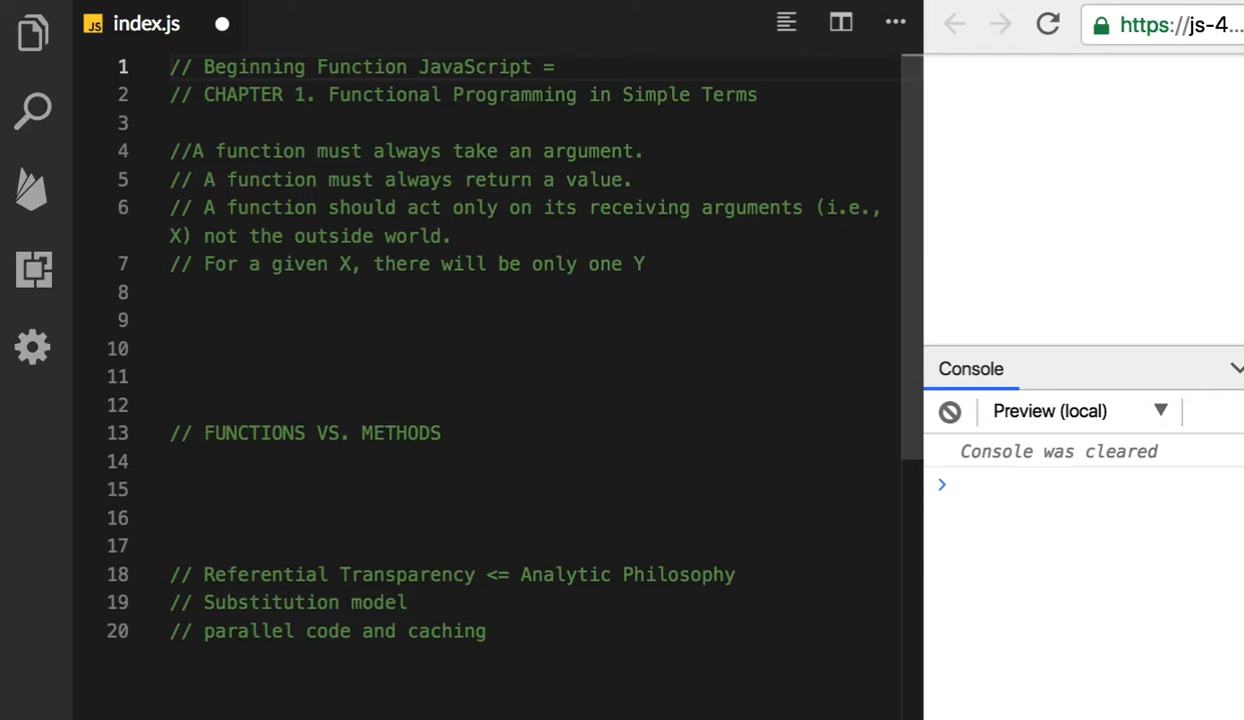 JS index.js
https://js-4...
1 // Beginning Function JavaScript =
2 // CHAPTER 1. Functional Programming in Simple Terms
3
4 //A function must always take an argument.
5 // A function must always return a value.
6 // A function should act only on its receiving arguments (i.e.,
X) not the outside world.
7 // For a given X, there will be only one Y
8
9
10
11
12
13 // FUNCTIONS VS. METHODS
14
15
16
17
18 // Referential Transparency <= Analytic Philosophy
19 // Substitution model
20 // parallel code and caching
Console
Preview (local)
Console was cleared